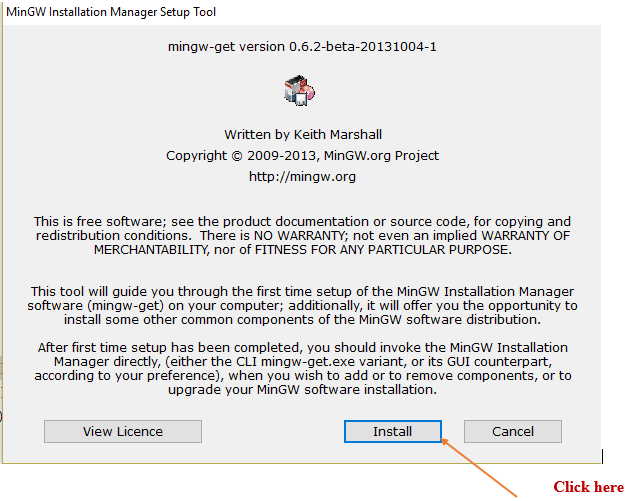 MinGW Installation Manager Setup Tool
mingw-get version 0.6.2-beta-20131004-1
Written by Keith Marshall
Copyright © 2009-2013, MinGW.org Project
http://mingw.org
This is free software; see the product documentation or source code, for copying and
redistribution conditions.  There is NO WARRANTY; not even an implied WARRANTY OF
MERCHANTABILITY, nor of FITNESS FOR ANY PARTICULAR PURPOSE.
This tool will guide you through the first time setup of the MinGW Installation Manager
software (mingw-get) on your computer; additionally, it will offer you the opportunity to
install some other common components of the MinGW software distribution.
After first time setup has been completed, you should invoke the MinGW Installation
Manager directly, (either the CLI mingw-get.exe variant, or its GUI counterpart,
according to your preference), when you wish to add or to remove components, or to
upgrade your MinGW software installation.
View Licence
Install
Cancel
Click here